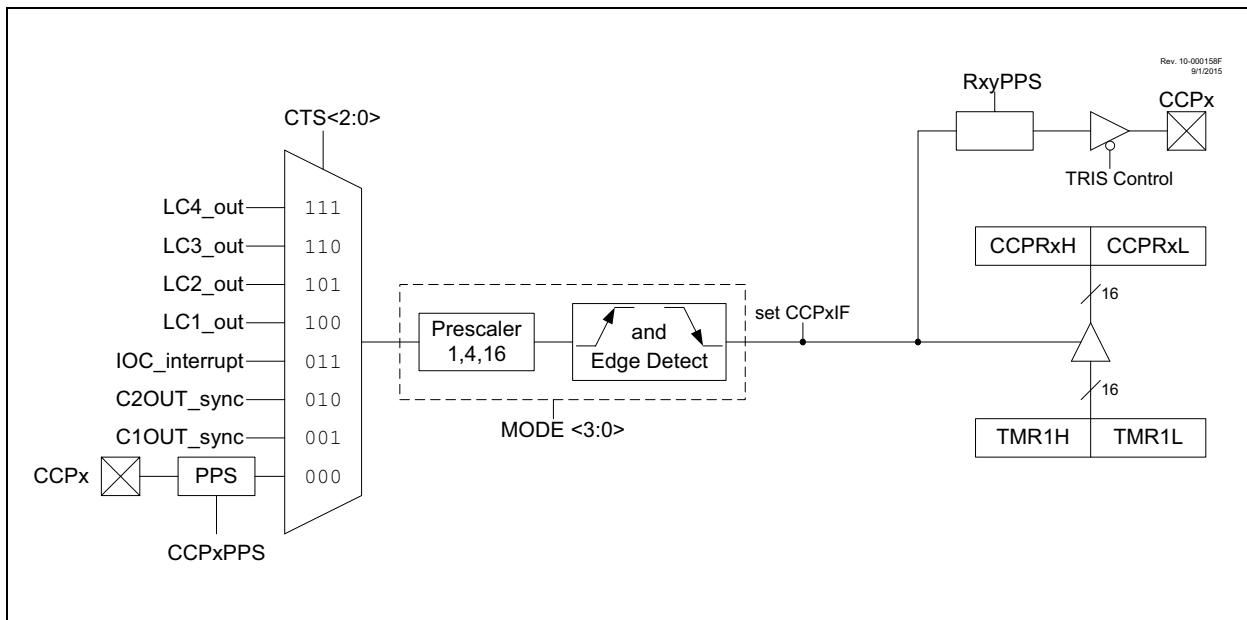 Rev. 10-000158F
9/1/2015
RxyPPS
CCPx
CTS<2:0>
TRIS Control
LC4_out 111
LC3_out 110
LC2_out 101
LC1_out 100
IOC_interrupt 011
C2OUT_sync 010
C1OUT_sync 001
CCPx PPS 000
CCPxPPS
Prescaler
1,4,16
and
Edge Detect
MODE <3:0>
set CCPxIF
CCPRxH CCPRxL
16
16
TMR1H TMR1L